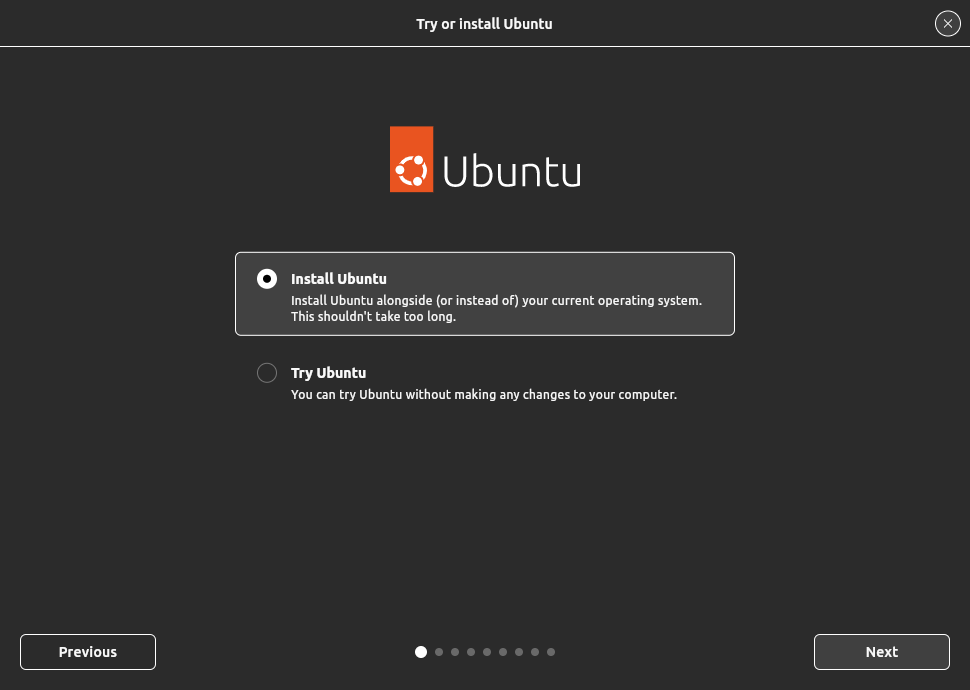 Try or install Ubuntu
Ubuntu
Install Ubuntu
Install Ubuntu alongside (or instead of) your current operating system.
This shouldn't take too long.
Try Ubuntu
You can try Ubuntu without making any changes to your computer.
Previous
Next